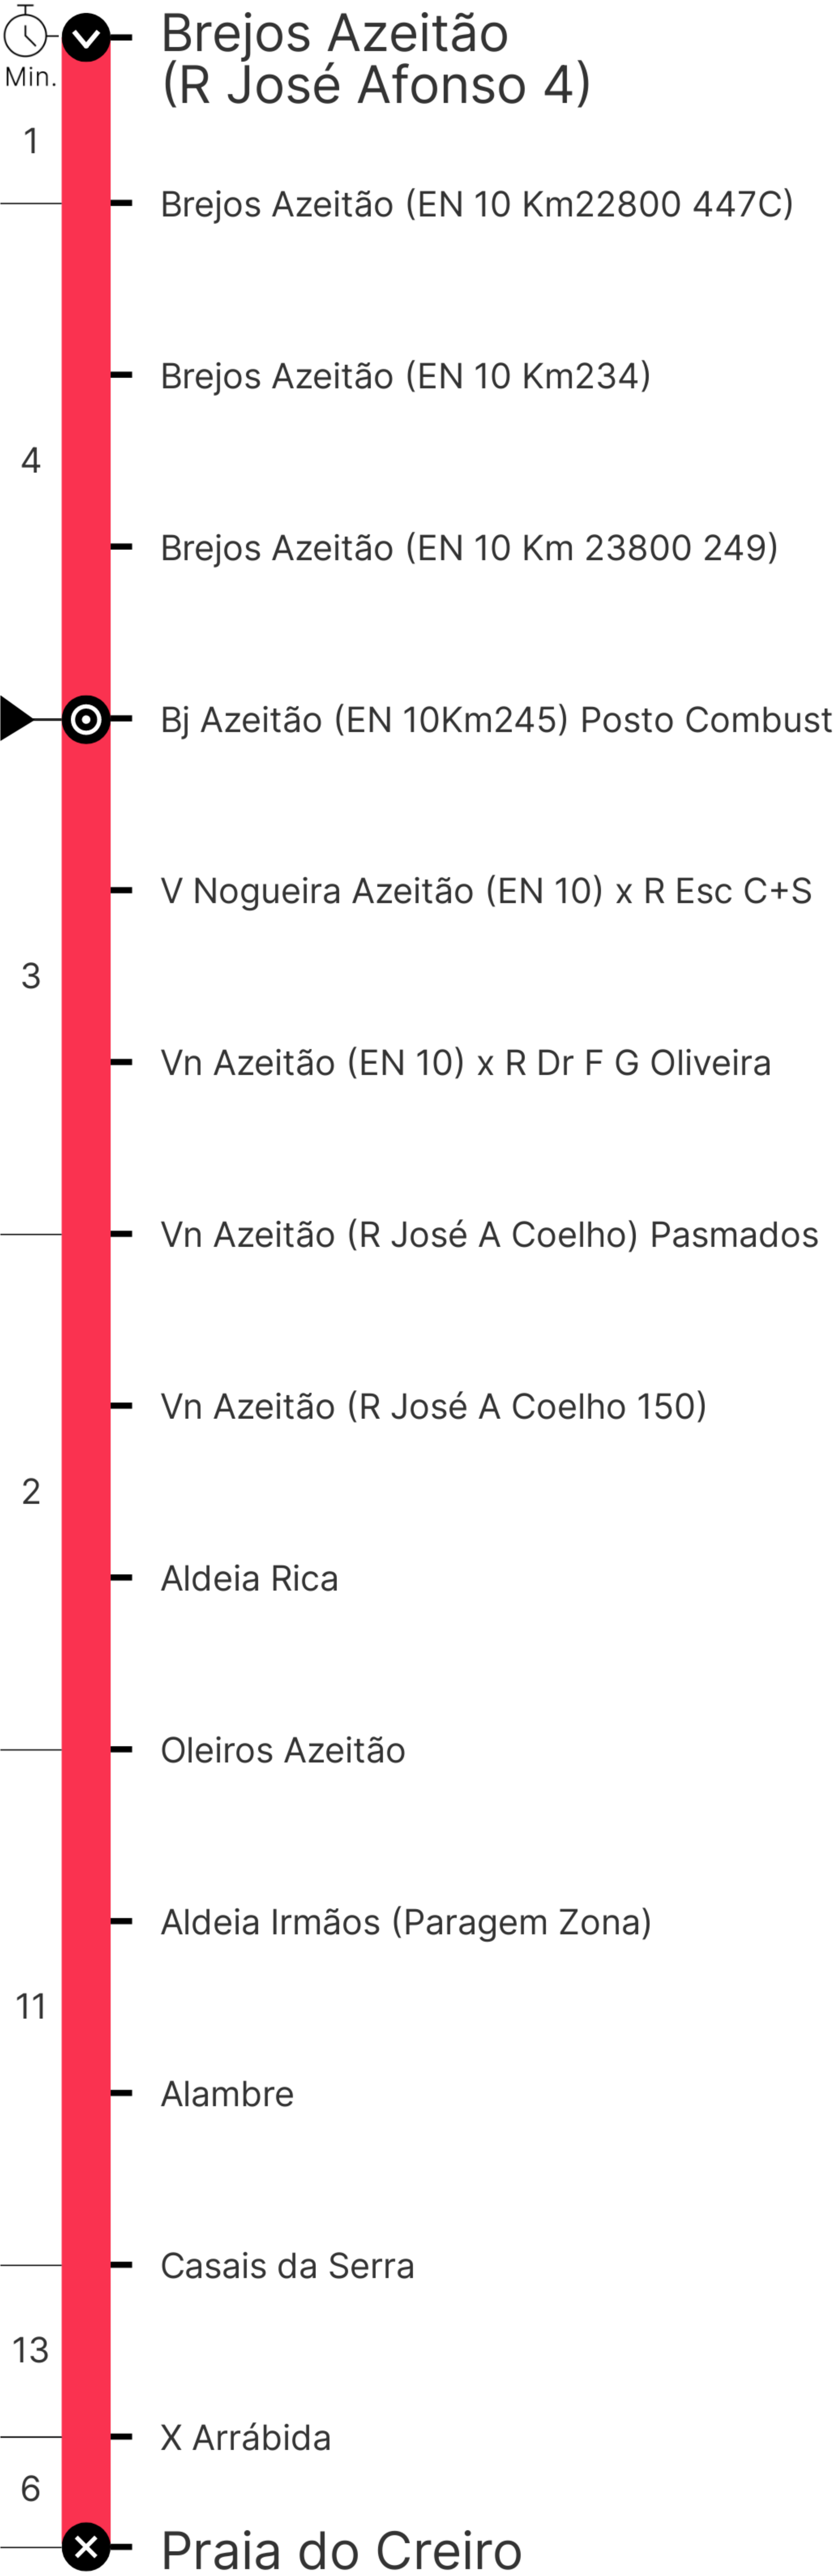 Min.
Brejos Azeitão
(R José Afonso 4)
1
Brejos Azeitão (EN 10 Km22800 447C)
Brejos Azeitão (EN 10 Km234)
4
Brejos Azeitão (EN 10 Km 23800 249)
Bj Azeitão (EN 10Km245) Posto Combust
V Nogueira Azeitão (EN 10) x R Esc C+S
3
Vn Azeitão (EN 10) x R Dr F G Oliveira
Vn Azeitão (R José A Coelho) Pasmados
Vn Azeitão (R José A Coelho 150)
2
Aldeia Rica
Oleiros Azeitão
Aldeia Irmãos (Paragem Zona)
11
Alambre
Casais da Serra
13
X Arrábida
6
Praia do Creiro